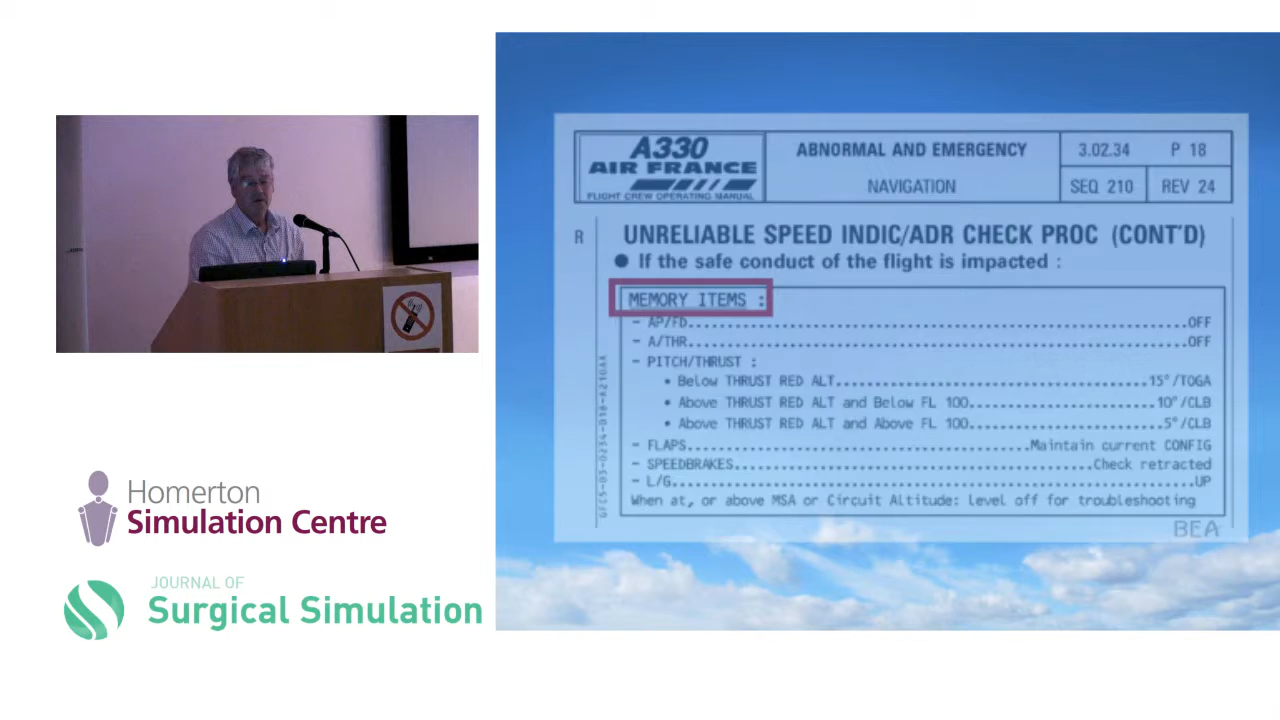 A330
AIR FRANCE
FLIGHT CREW OPERATING MANUAL
ABNORMAL AND EMERGENCY
NAVIGATION
3.02.34 P 18
SEQ 210 REV 24
R UNRELIABLE SPEED INDIC/ADR CHECK PROC (CONT'D)
● If the safe conduct of the flight is impacted :
MEMORY ITEMS :
- AP/FD..........OFF
- A/THR..........OFF
- PITCH/THRUST :
• Below THRUST RED ALT..........15°/TOGA
• Above THRUST RED ALT and Below FL 100..........10°/CLB
• Above THRUST RED ALT and Above FL 100..........5°/CLB
- FLAPS..........Maintain current CONFIG
- SPEEDBRAKES..........Check retracted
- L/G..........UP
When at, or above MSA or Circuit Altitude: level off for troubleshooting
BEA
Homerton
Simulation Centre
JOURNAL OF
Surgical Simulation